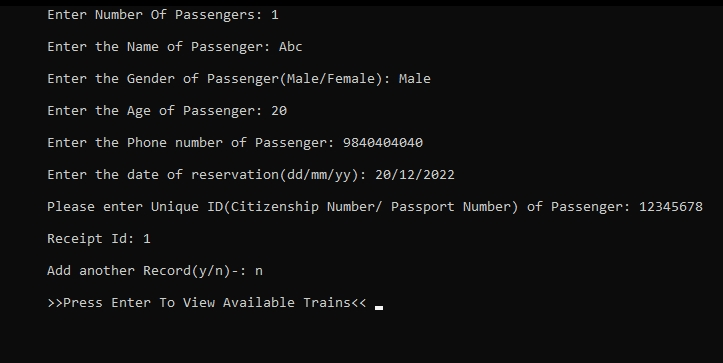 Enter Number Of Passengers: 1
Enter the Name of Passenger: Abc
Enter the Gender of Passenger(Male/Female): Male
Enter the Age of Passenger: 20
Enter the Phone number of Passenger: 9840404040
Enter the date of reservation(dd/mm/yy): 20/12/2022
Please enter Unique ID(Citizenship Number/ Passport Number) of Passenger: 12345678
Receipt Id: 1
Add another Record(y/n)-: n
>>Press Enter To View Available Trains<<